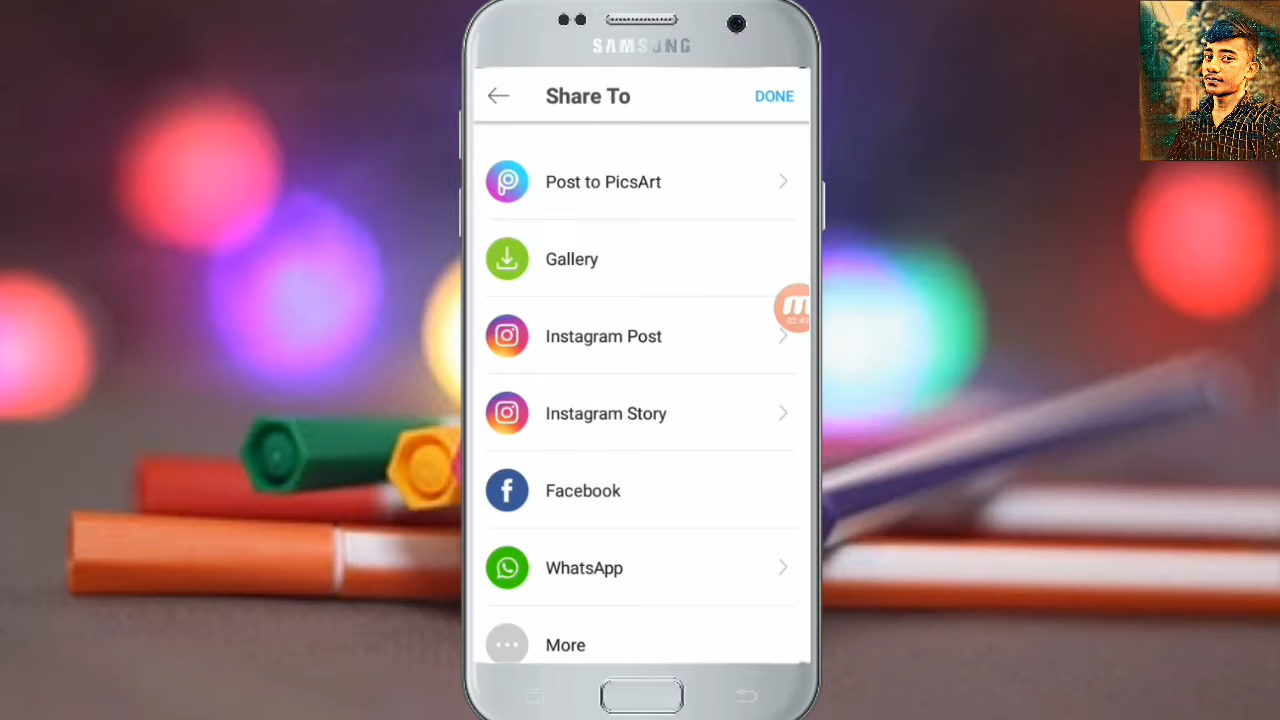 SAMSUNG
Share To
DONE
Post to PicsArt
Gallery
Instagram Post
Instagram Story
Facebook
WhatsApp
More